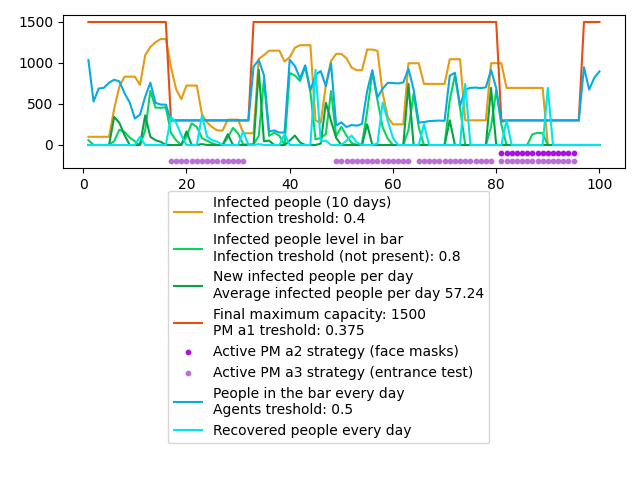 1500
1000
500
0
0 20 40 60 80 100
Infected people (10 days)
Infection treshold: 0.4
Infected people level in bar
Infection treshold (not present): 0.8
New infected people per day
Average infected people per day 57.24
Final maximum capacity: 1500
PM a1 treshold: 0.375
Active PM a2 strategy (face masks)
Active PM a3 strategy (entrance test)
People in the bar every day
Agents treshold: 0.5
Recovered people every day